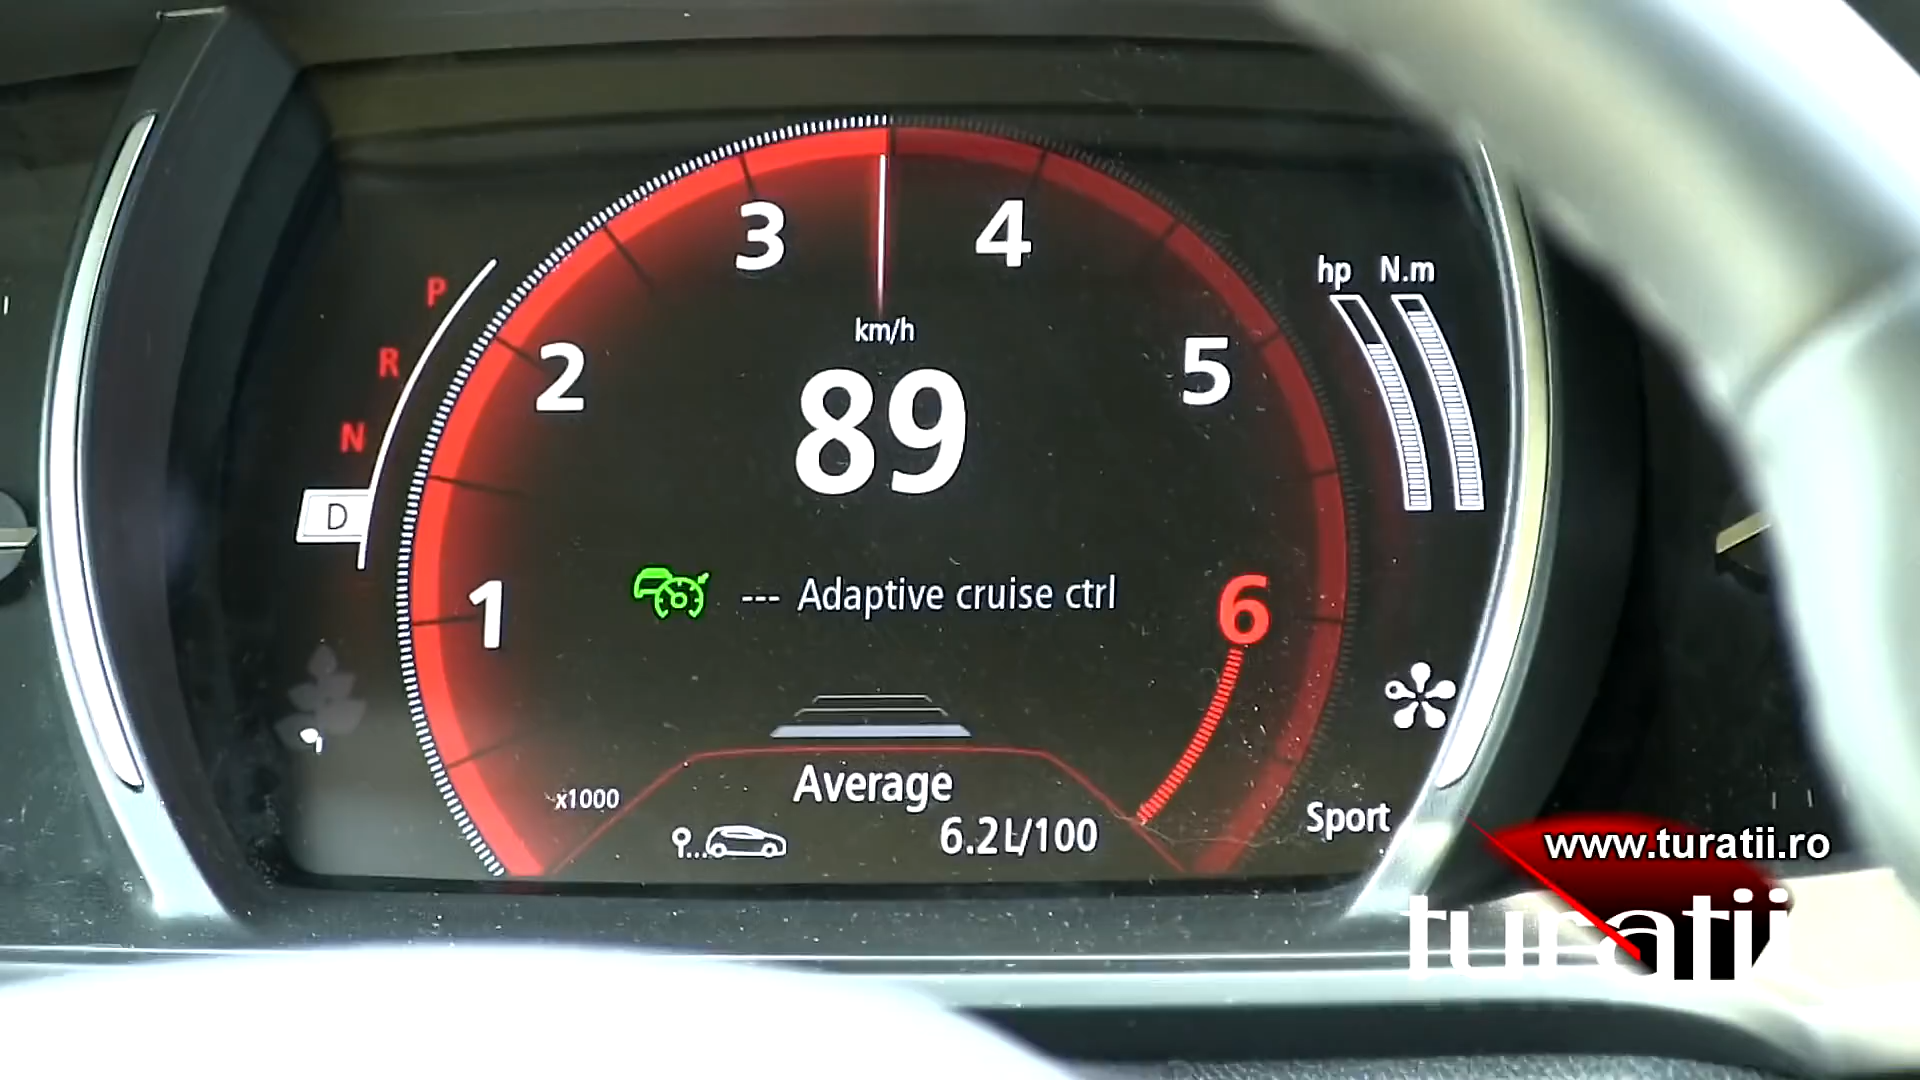 3
4
hp N.m
P
km/h
2
89
5
R
N
D
--- Adaptive cruise ctrl
1
6
x1000
Average
6.2L/100
Sport
www.turatii.ro
turatii